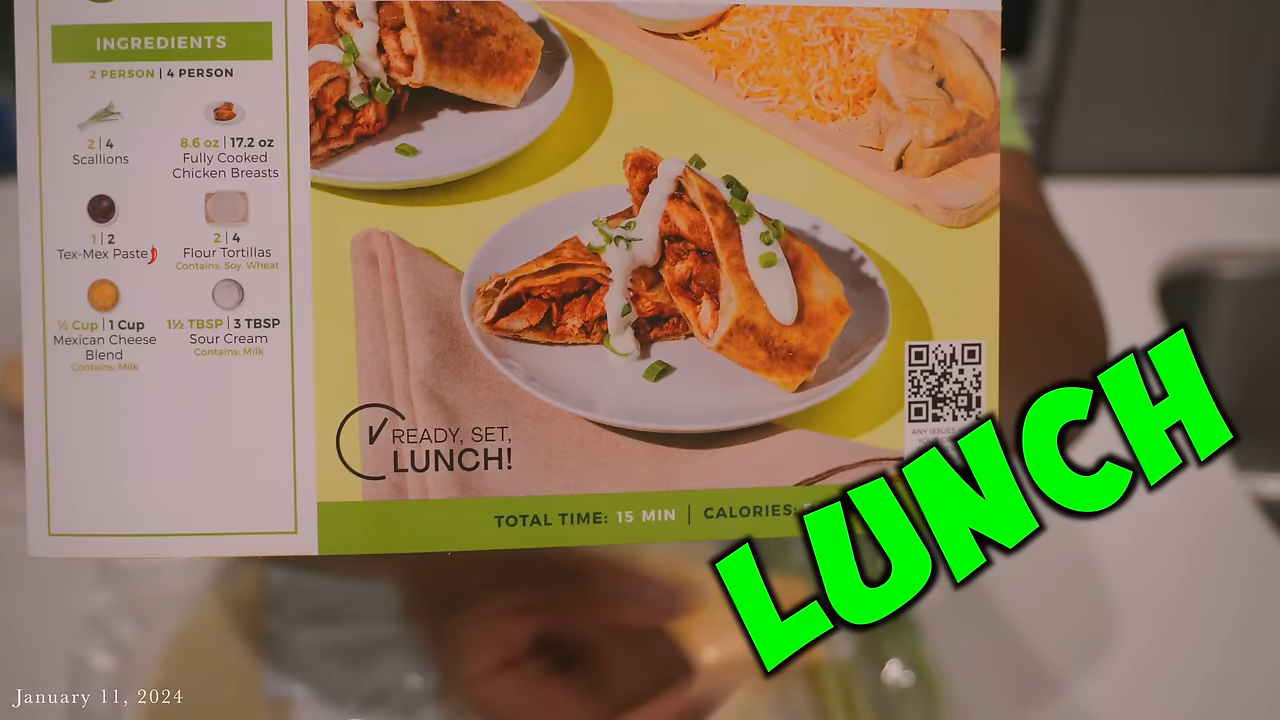 INGREDIENTS
2 PERSON | 4 PERSON
2 | 4
Scallions
8.6 oz | 17.2 oz
Fully Cooked
Chicken Breasts
1 | 2
Tex-Mex Paste
2 | 4
Flour Tortillas
Contains: Soy, Wheat
½ Cup | 1 Cup
Mexican Cheese
Blend
Contains: Milk
1½ TBSP | 3 TBSP
Sour Cream
Contains: Milk
READY, SET,
LUNCH!
ANY ISSUES
TOTAL TIME: 15 MIN | CALORIES:
LUNCH
January 11, 2024